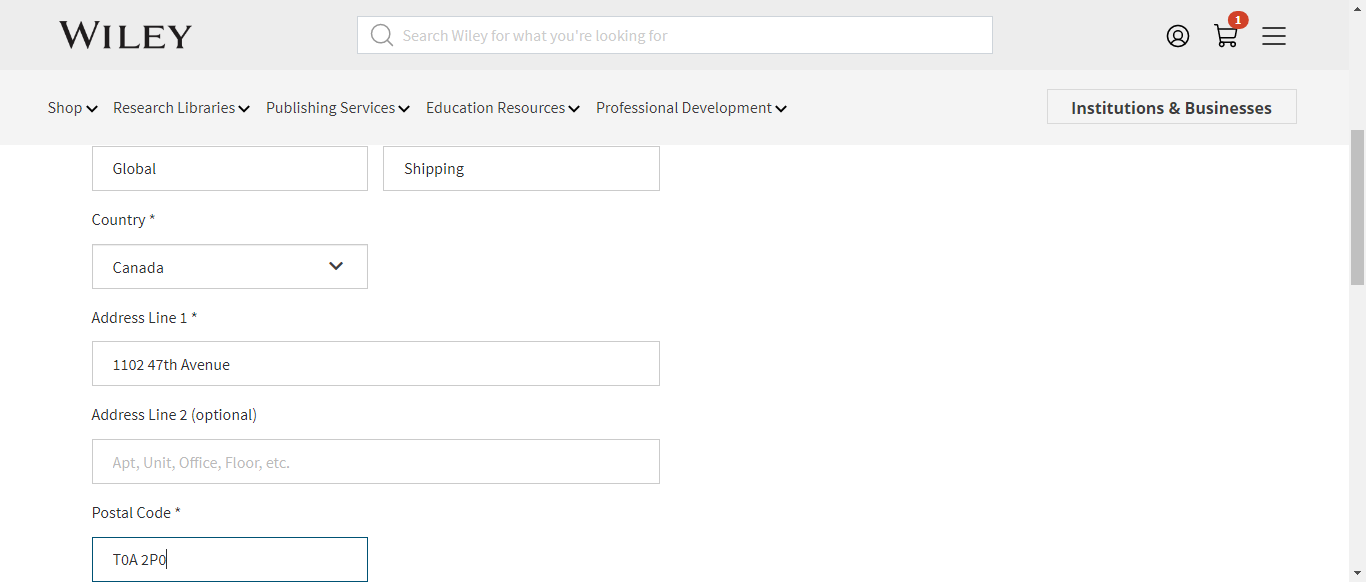 WILEY
Search Wiley for what you're looking for
1
Shop Research Libraries Publishing Services Education Resources Professional Development Institutions & Businesses
Global Shipping
Country *
Canada
Address Line 1 *
1102 47th Avenue
Address Line 2 (optional)
Apt, Unit, Office, Floor, etc.
Postal Code *
T0A 2P0